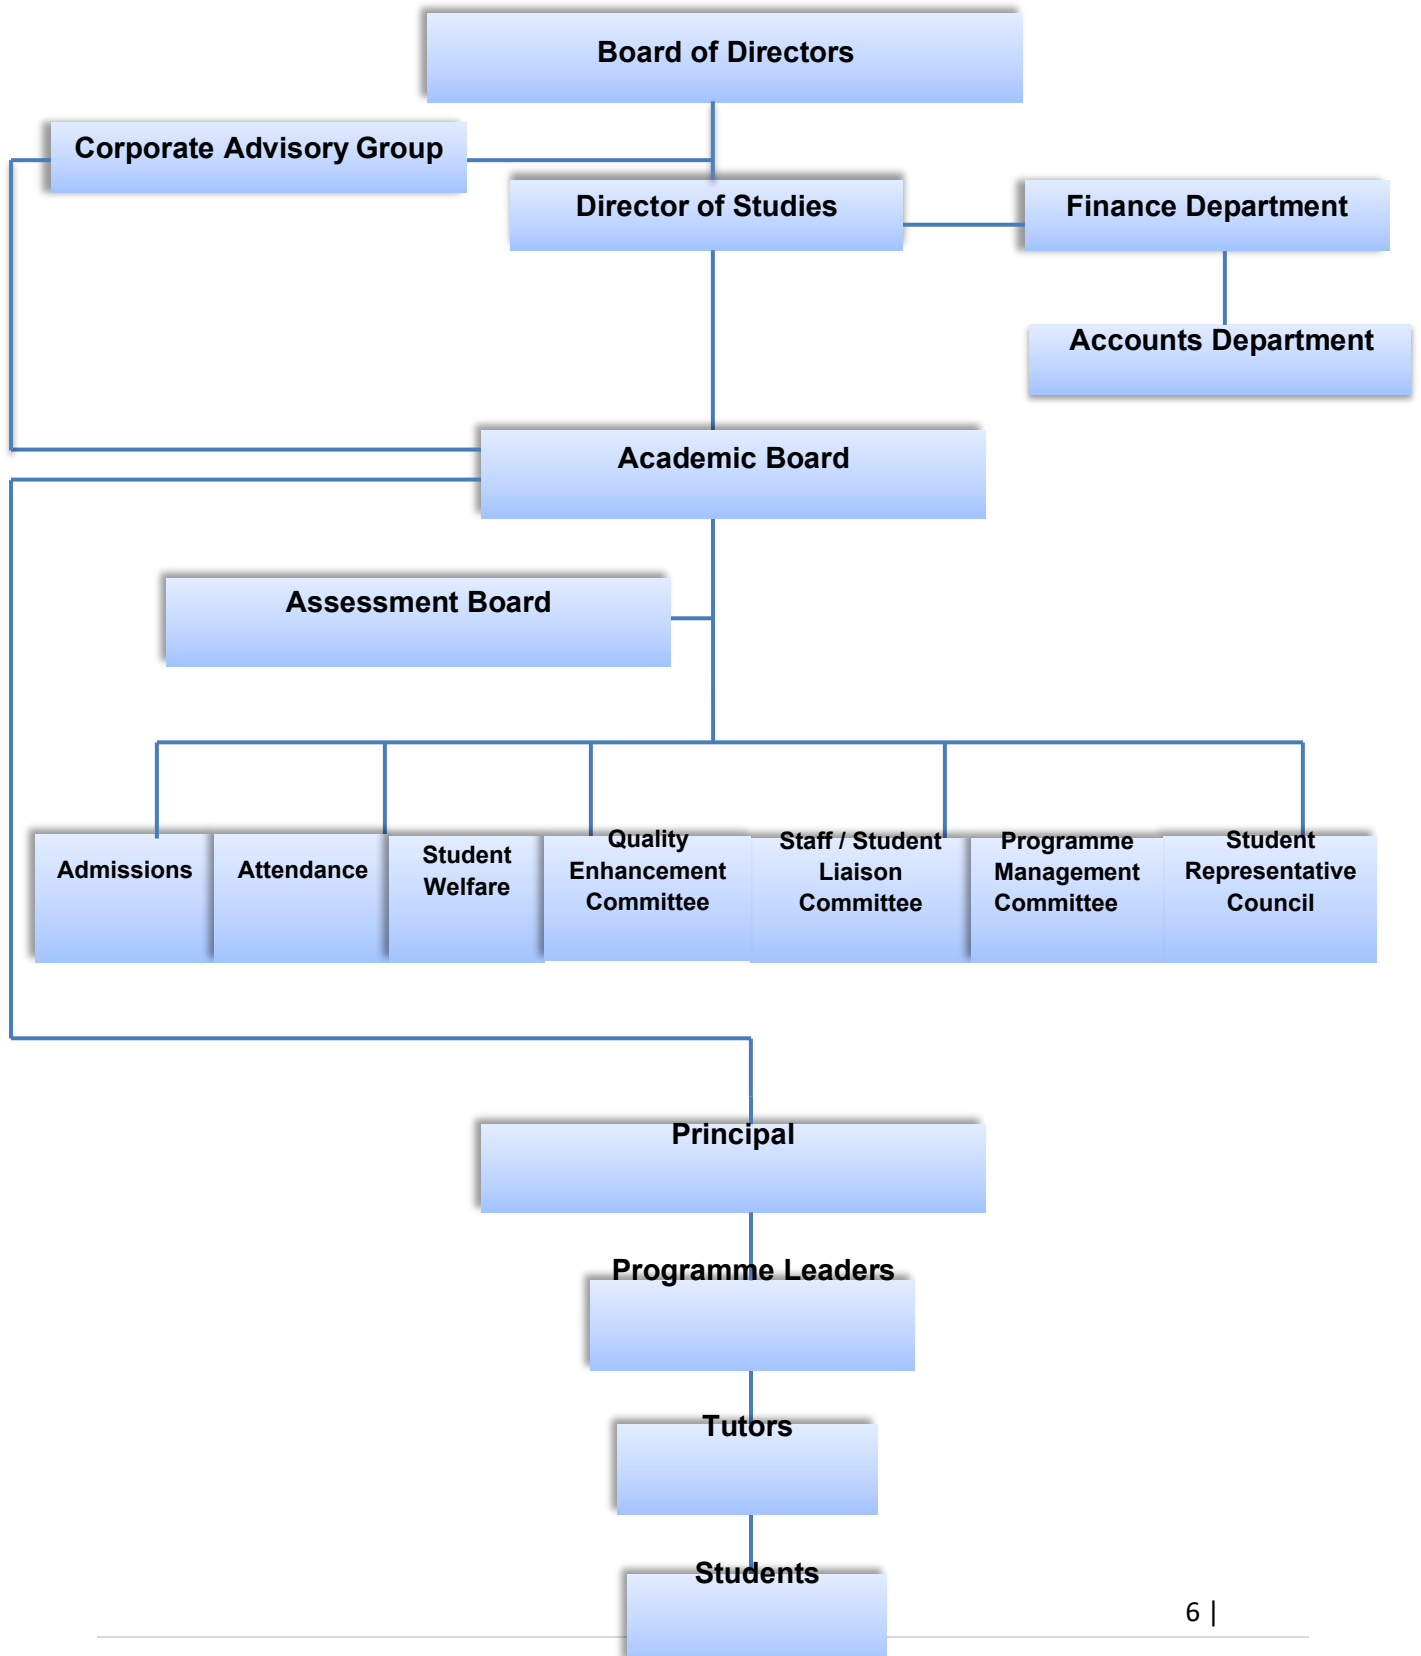 Board of Directors
Corporate Advisory Group
Director of Studies
Finance Department
Accounts Department
Academic Board
Assessment Board
Admissions
Attendance
Student
Welfare
Quality
Enhancement
Committee
Staff / Student
Liaison
Committee
Programme
Management
Committee
Student
Representative
Council
Principal
Programme Leaders
Tutors
Students
6 |